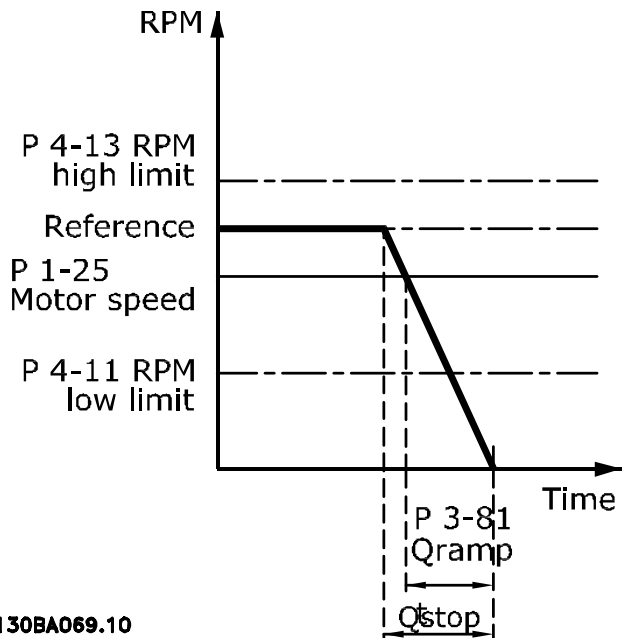 RPM
P 4-13 RPM
high limit
Reference
P 1-25
Motor speed
P 4-11 RPM
low limit
Time
P 3-81
Qramp
Qstop
130BA069.10